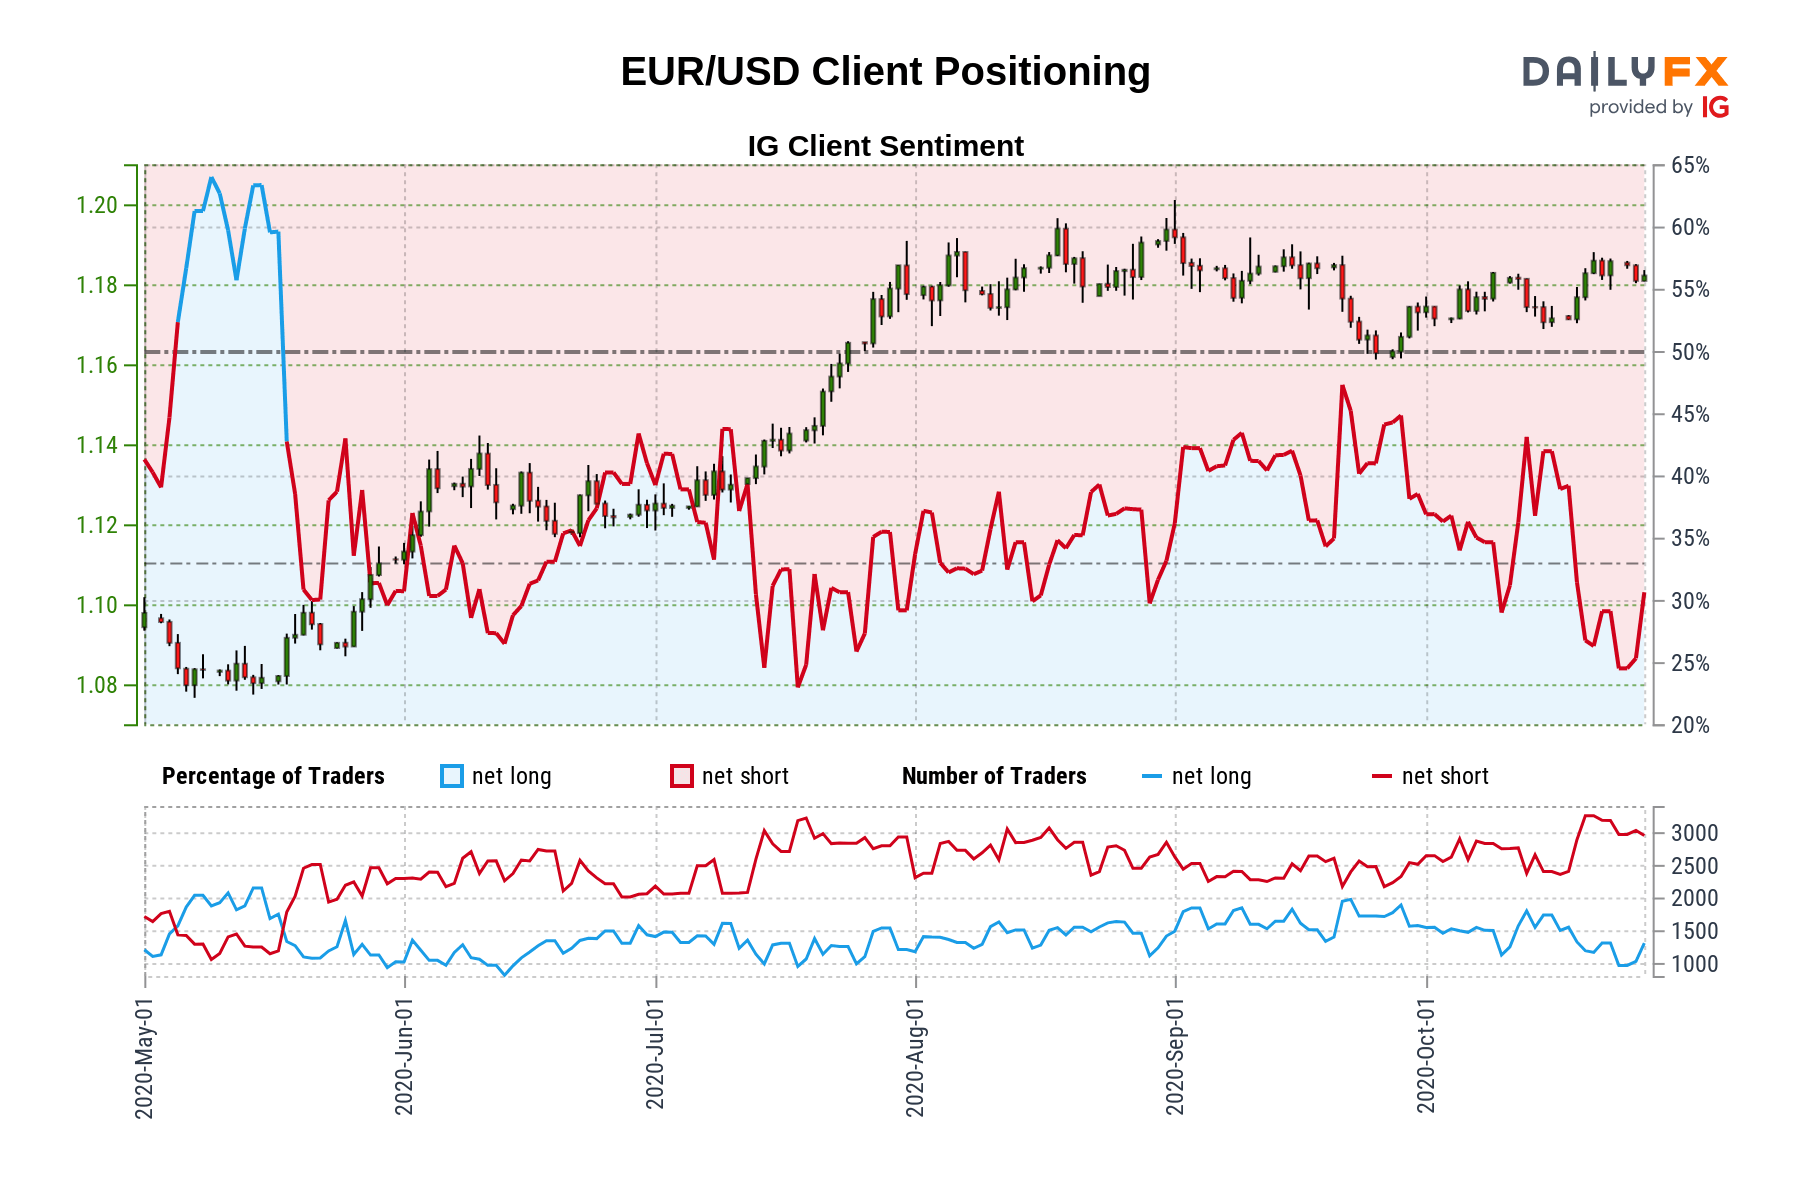 EUR/USD Client Positioning
DAILYFX
provided by IG
IG Client Sentiment
1.20
1.18
1.16
1.14
1.12
1.10
1.08
65%
60%
55%
50%
45%
40%
35%
30%
25%
20%
Percentage of Traders net long net short Number of Traders net long net short
3000
2500
2000
1500
1000
2020-May-01
2020-Jun-01
2020-Jul-01
2020-Aug-01
2020-Sep-01
2020-Oct-01